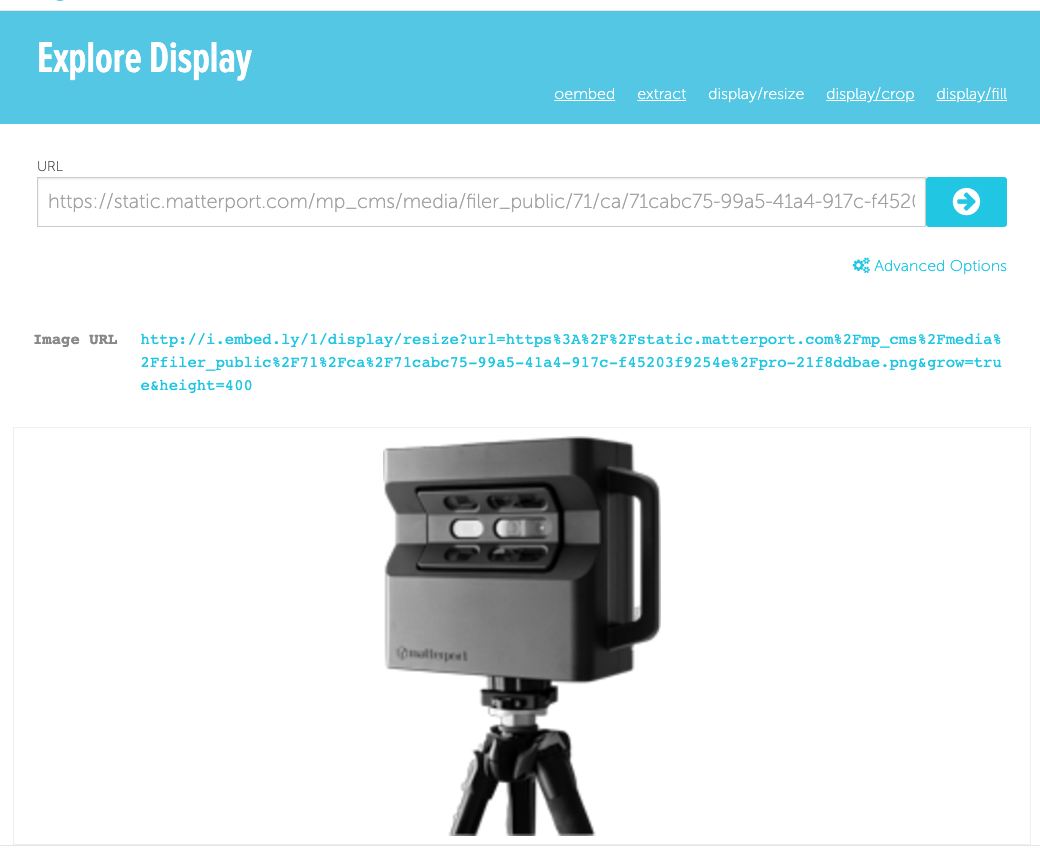 Explore Display
oembed extract display/resize display/crop display/fill
URL
https://static.matterport.com/mp_cms/media/filer_public/71/ca/71cabc75-99a5-41a4-917c-f4520
Advanced Options
Image URL http://i.embed.ly/1/display/resize?url=https%3A%2F%2Fstatic.matterport.com%2Fmp_cms%2Fmedia%
2Ffiler_public%2F71%2Fca%2F71cabc75-99a5-41a4-917c-f45203f9254e%2Fpro-21f8ddbae.png&grow=tru
e&height=400
matterport